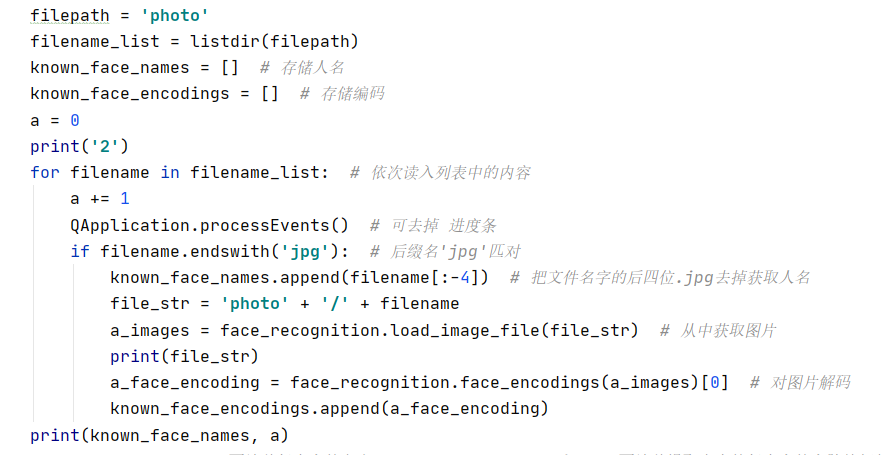 filepath = 'photo'
filename_list = listdir(filepath)
known_face_names = []  # 存储人名
known_face_encodings = []  # 存储编码
a = 0
print('2')
for filename in filename_list:  # 依次读入列表中的内容
    a += 1
    QApplication.processEvents()  # 可去掉 进度条
    if filename.endswith('jpg'):  # 后缀名'jpg'匹对
        known_face_names.append(filename[:-4])  # 把文件名字的后四位.jpg去掉获取人名
        file_str = 'photo' + '/' + filename
        a_images = face_recognition.load_image_file(file_str)  # 从中获取图片
        print(file_str)
        a_face_encoding = face_recognition.face_encodings(a_images)[0]  # 对图片解码
        known_face_encodings.append(a_face_encoding)
print(known_face_names, a)